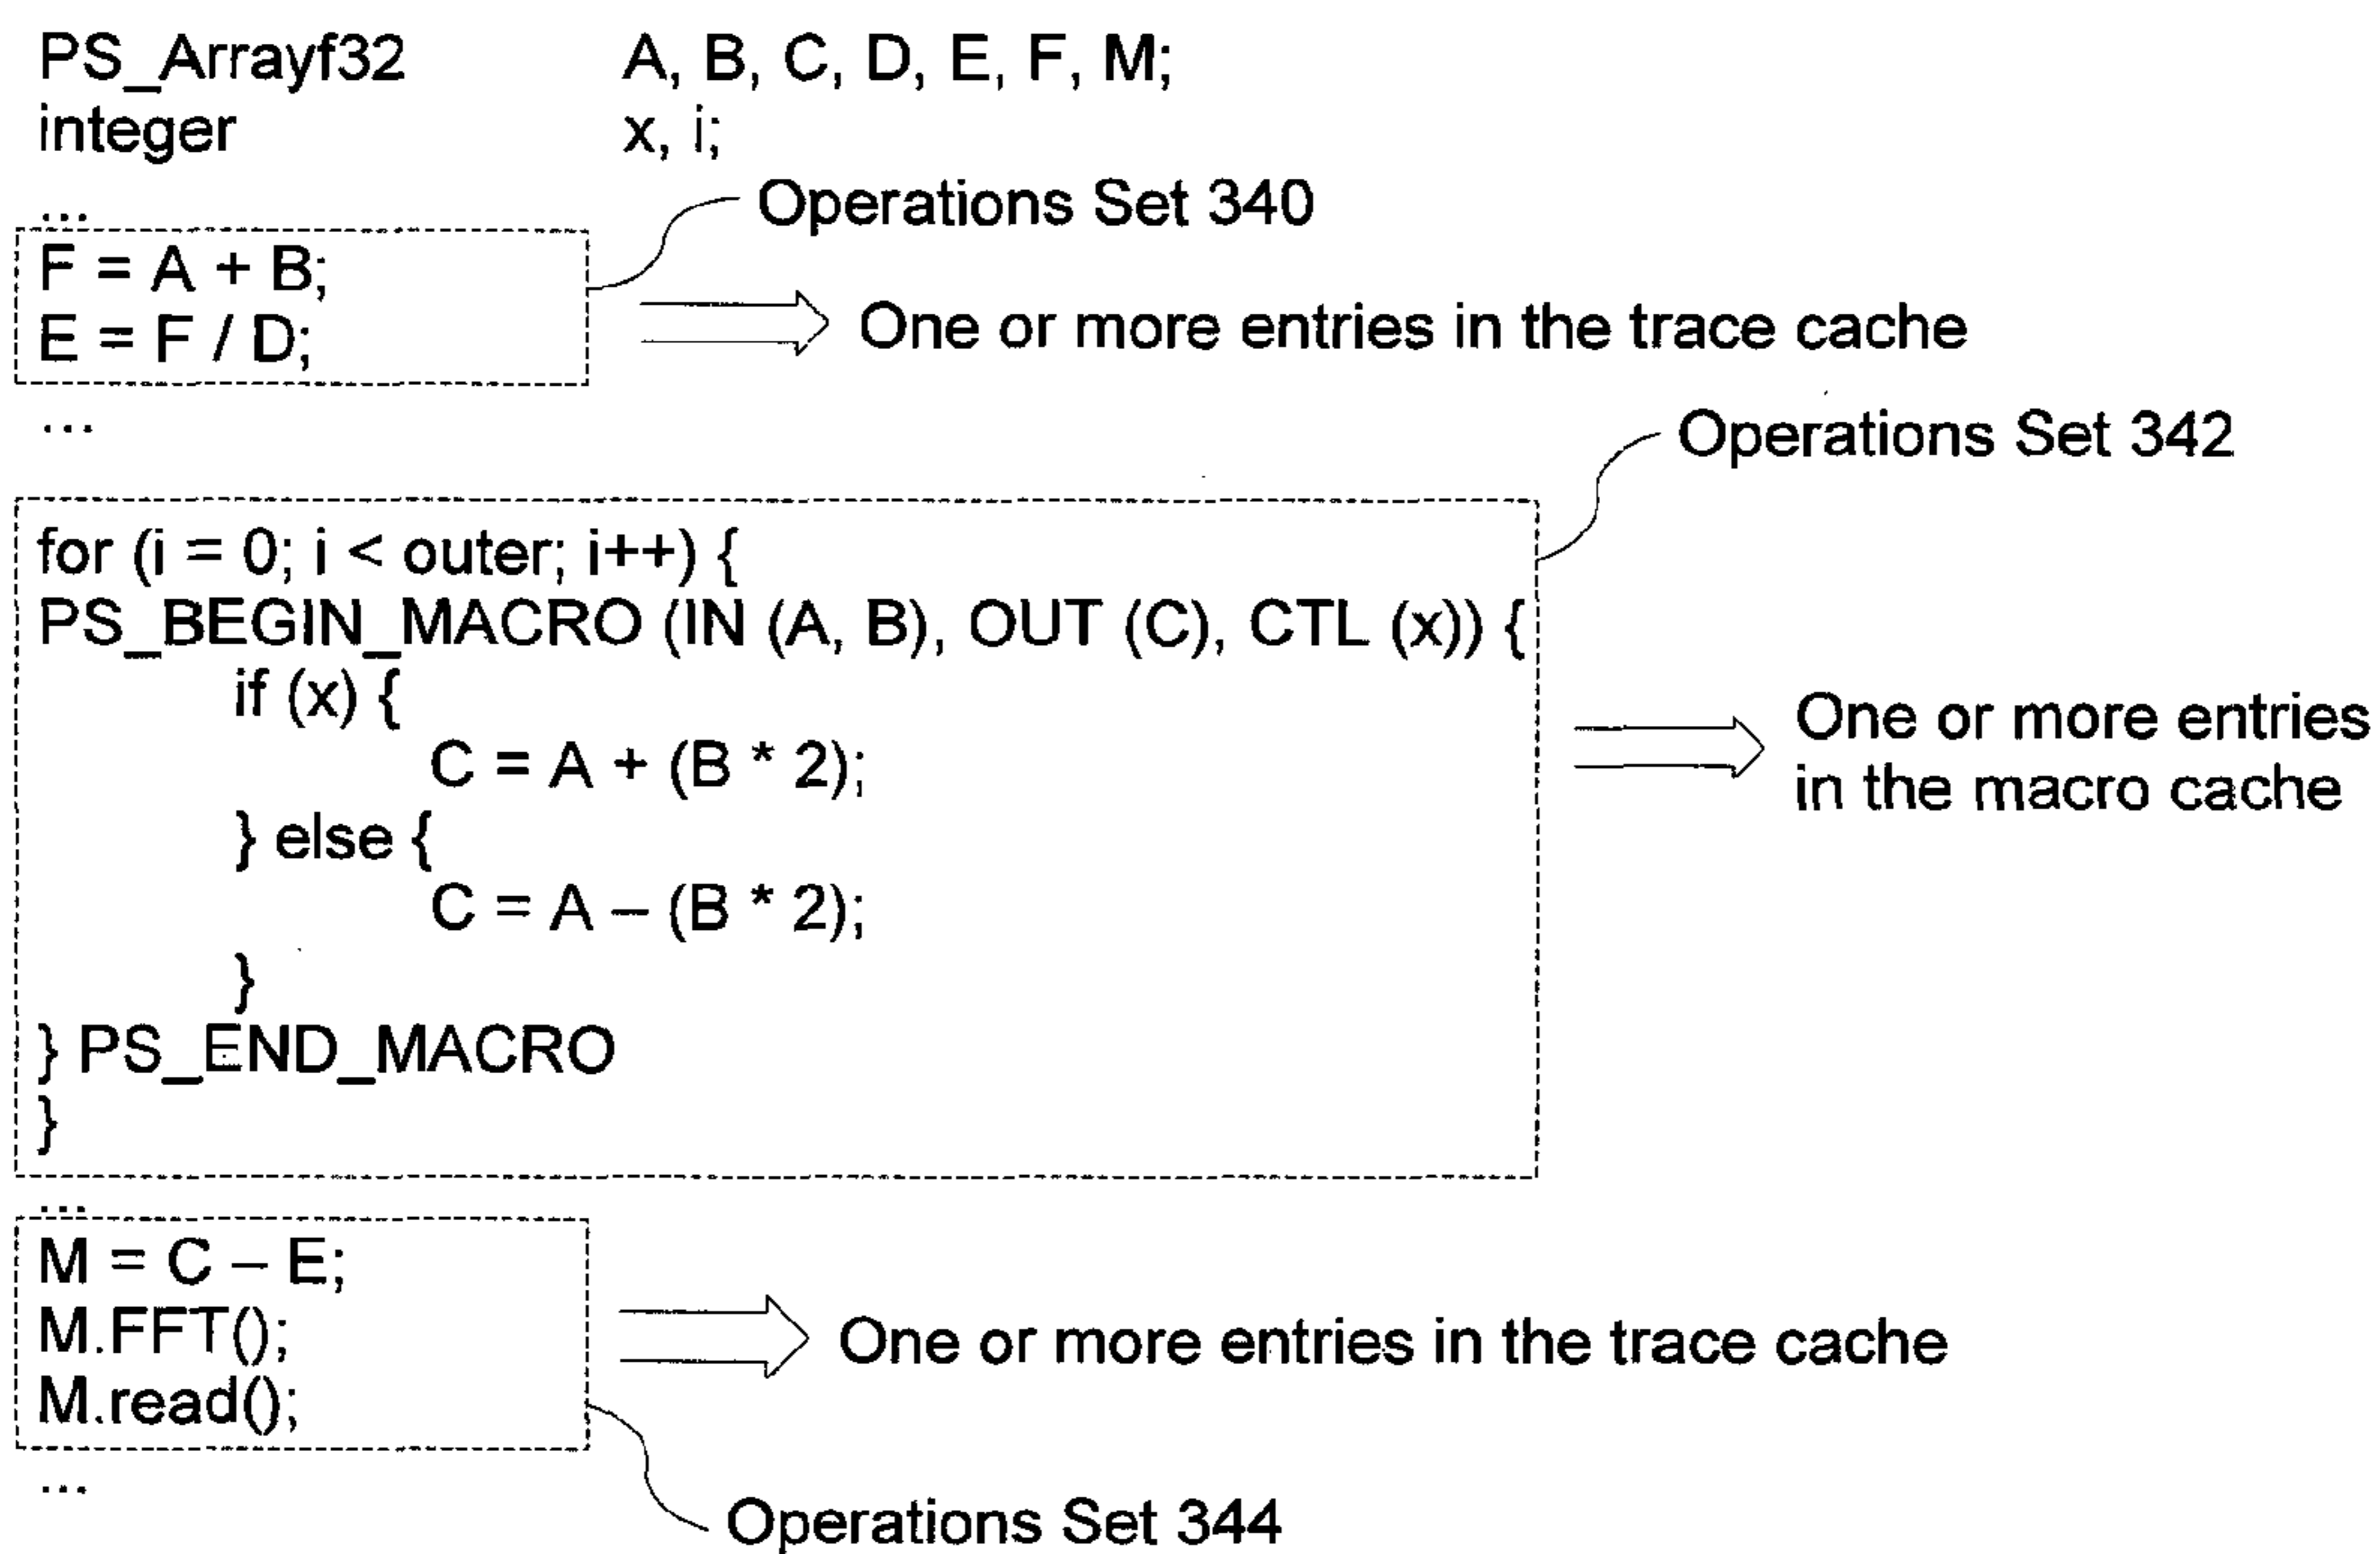 PS_Arrayf32 A, B, C, D, E, F, M;
integer x, i;
...
Operations Set 340
F = A + B;
E = F / D;
One or more entries in the trace cache
...
Operations Set 342
for (i = 0; i < outer; i++) {
PS_BEGIN_MACRO (IN (A, B), OUT (C), CTL (x)) {
if (x) {
C = A + (B * 2);
} else {
C = A – (B * 2);
}
} PS_END_MACRO
}
One or more entries
in the macro cache
...
M = C – E;
M.FFT();
M.read();
One or more entries in the trace cache
...
Operations Set 344